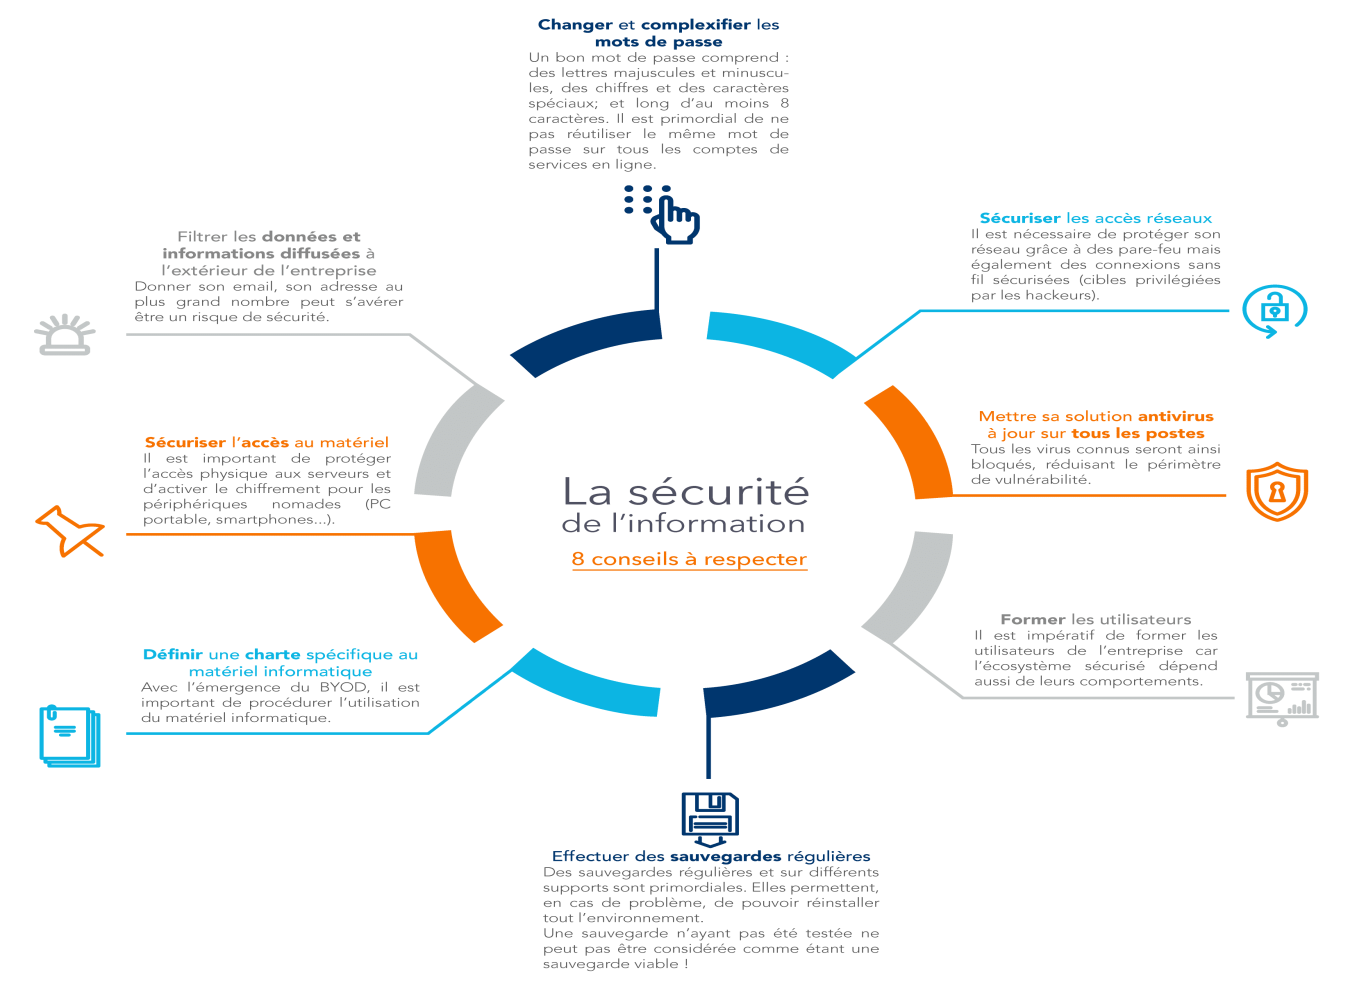 Changer et complexifier les
mots de passe
Un bon mot de passe comprend :
des lettres majuscules et minuscu-
les, des chiffres et des caractères
spéciaux; et long d'au moins 8
caractères. Il est primordial de ne
pas réutiliser le même mot de
passe sur tous les comptes de
services en ligne.
Sécuriser les accès réseaux
Il est nécessaire de protéger son
réseau grâce à des pare-feu mais
également des connexions sans
fil sécurisées (cibles privilégiées
par les hackeurs).
Filtrer les données et
informations diffusées à
l'extérieur de l'entreprise
Donner son email, son adresse au
plus grand nombre peut s'avérer
être un risque de sécurité.
Mettre sa solution antivirus
à jour sur tous les postes
Tous les virus connus seront ainsi
bloqués, réduisant le périmètre
de vulnérabilité.
Sécuriser l'accès au matériel
Il est important de protéger
l'accès physique aux serveurs et
d'activer le chiffrement pour les
périphériques nomades (PC
portable, smartphones...).
La sécurité
de l'information
8 conseils à respecter
Former les utilisateurs
Il est impératif de former les
utilisateurs de l'entreprise car
l'écosystème sécurisé dépend
aussi de leurs comportements.
Définir une charte spécifique au
matériel informatique
Avec l'émergence du BYOD, il est
important de procédurer l'utilisation
du matériel informatique.
Effectuer des sauvegardes régulières
Des sauvegardes régulières et sur différents
supports sont primordiales. Elles permettent,
en cas de problème, de pouvoir réinstaller
tout l'environnement.
Une sauvegarde n'ayant pas été testée ne
peut pas être considérée comme étant une
sauvegarde viable !